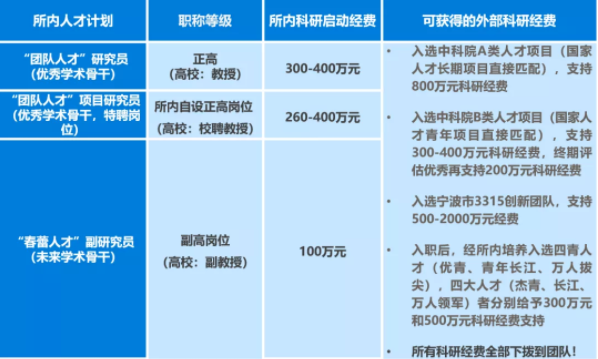 所内人才计划
职称等级
所内科研启动经费
可获得的外部科研经费
“团队人才”研究员
（优秀学术骨干）
正高
（高校：教授）
300-400万元
“团队人才”项目研究员
（优秀学术骨干，特聘岗
位）
所内自设正高岗位
（高校：校聘教授）
260-400万元
“春蕾人才”副研究员
（未来学术骨干）
副高岗位
（高校：副教授）
100万元
入选中科院A类人才项目（国家
人才长期项目直接匹配），支持
800万元科研经费
入选中科院B类人才项目（国家人
才青年项目直接匹配），支持
300-400万元科研经费，终期评
估优秀再支持200万元科研经费
入选宁波市3315创新团队，支持
500-2000万元经费
入职后，经所内培养入选四青人
才（优青、青年长江、万人拔
尖），四大人才（杰青、长江、
万人领军）者分别给予300万元
和500万元科研经费支持
所有科研经费全部下拨到团队！